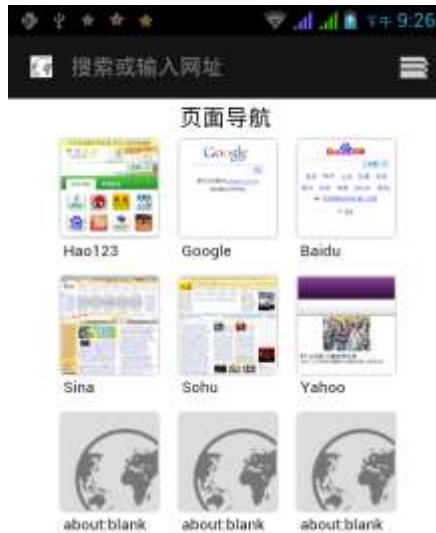 下午 9:26
搜索或输入网址
页面导航
Google
Hao123 Google Baidu
Sina Sohu Yahoo
about:blank about:blank about:blank